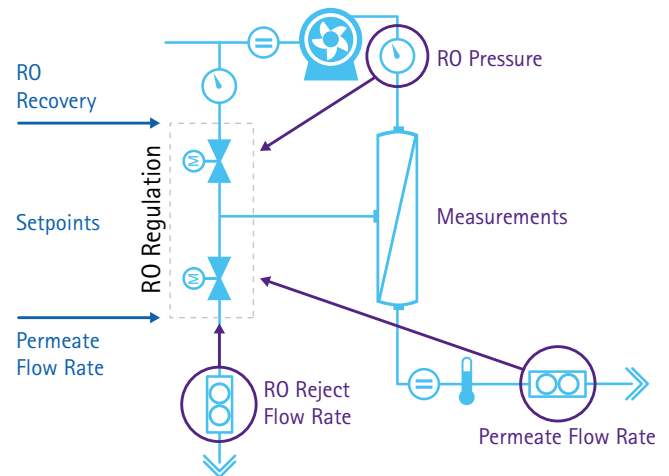 RO
Recovery
RO Pressure
M
RO Regulation
Setpoints
Measurements
M
Permeate
Flow Rate
RO Reject
Flow Rate
Permeate Flow Rate